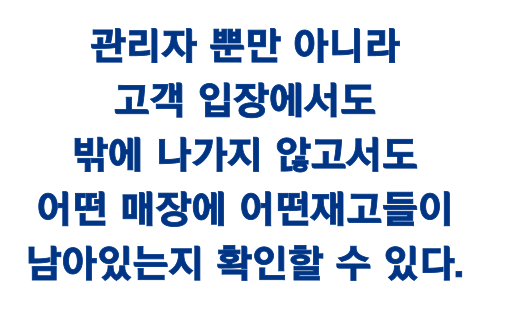 관리자 뿐만 아니라
고객 입장에서도
밖에 나가지 않고서도
어떤 매장에 어떤재고들이
남아있는지 확인할 수 있다.